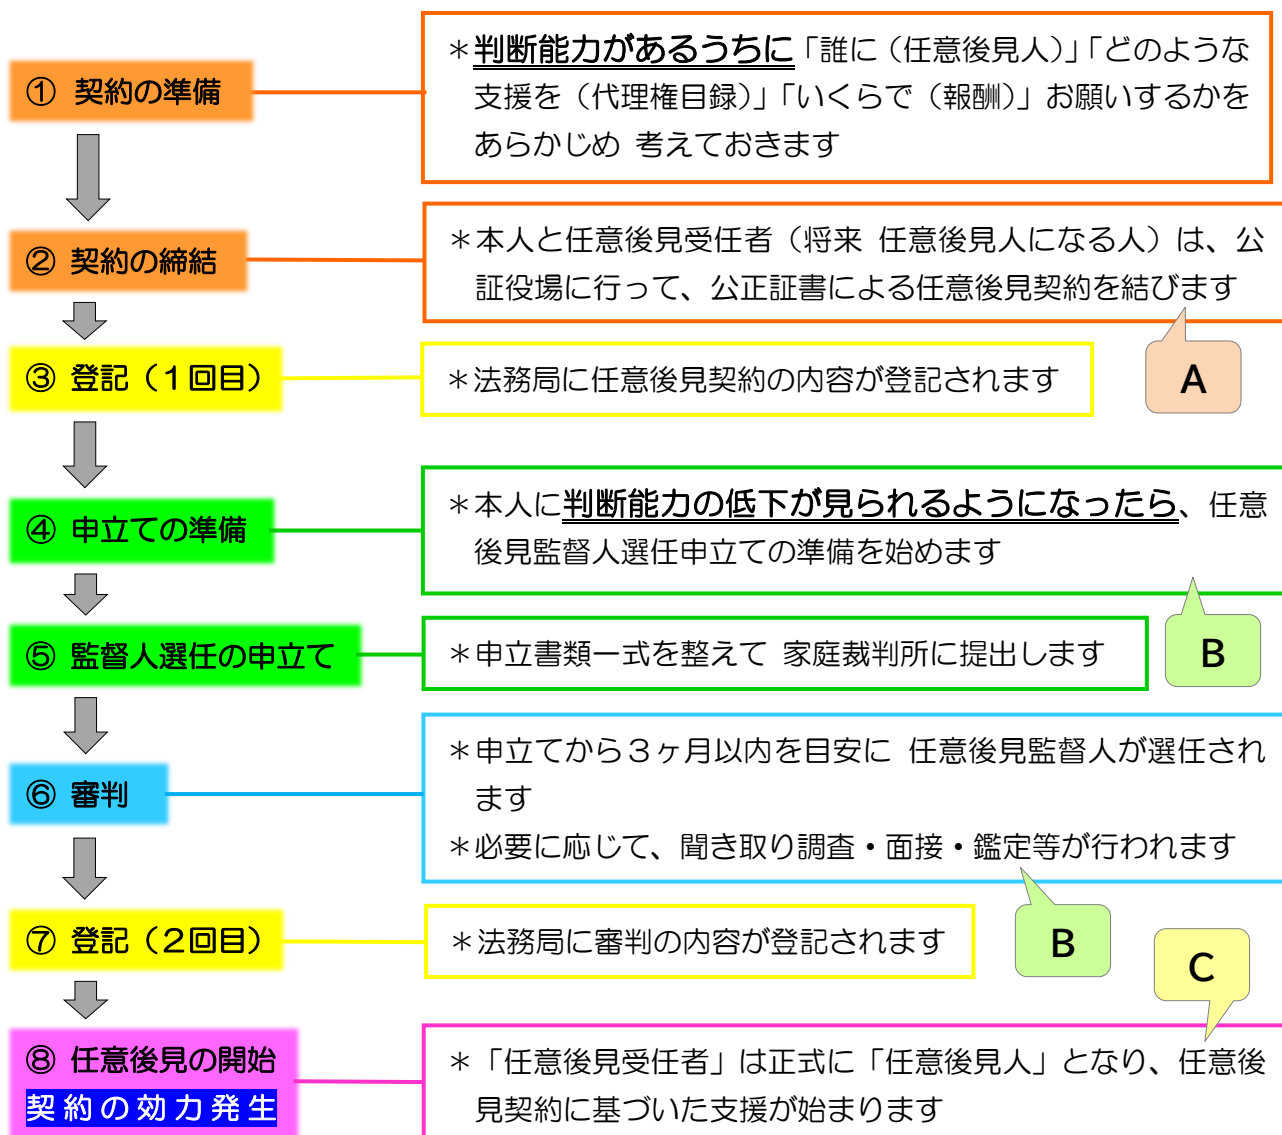 ① 契約の準備
＊判断能力があるうちに「誰に（任意後見人）」「どのような
支援を（代理権目録）」「いくらで（報酬）」お願いするかを
あらかじめ 考えておきます
② 契約の締結
＊本人と任意後見受任者（将来 任意後見人になる人）は、公
証役場に行って、公正証書による任意後見契約を結びます
A
③ 登記（１回目）
＊法務局に任意後見契約の内容が登記されます
④ 申立ての準備
＊本人に判断能力の低下が見られるようになったら、任意
後見監督人選任申立ての準備を始めます
B
⑤ 監督人選任の申立て
＊申立書類一式を整えて 家庭裁判所に提出します
⑥ 審判
＊申立てから３ヶ月以内を目安に 任意後見監督人が選任され
ます
＊必要に応じて、聞き取り調査・面接・鑑定等が行われます
B
⑦ 登記（２回目）
＊法務局に審判の内容が登記されます
C
⑧ 任意後見の開始
契約の効力発生
＊「任意後見受任者」は正式に「任意後見人」となり、任意後
見契約に基づいた支援が始まります